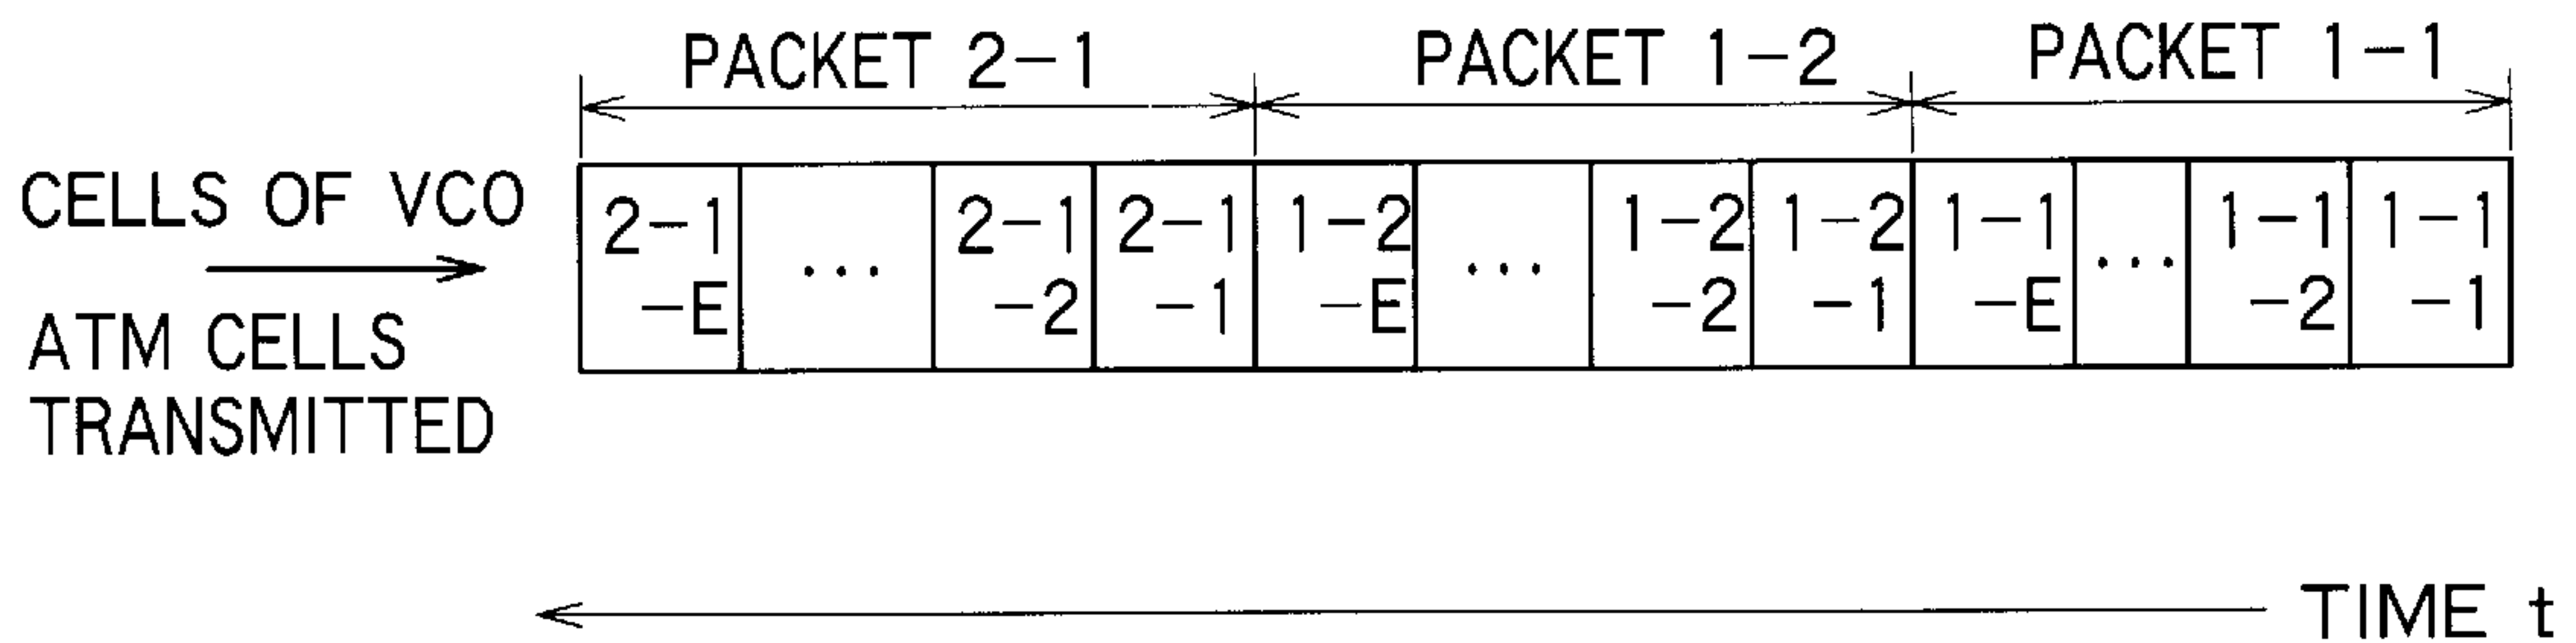 PACKET 2-1 PACKET 1-2 PACKET 1-1
CELLS OF VCO
2-1 ... 2-1 2-1 1-2 ... 1-2 1-2 1-1 ... 1-1 1-1
-E -2 -1 -E -2 -1 -E -2 -1
ATM CELLS
TRANSMITTED
TIME t